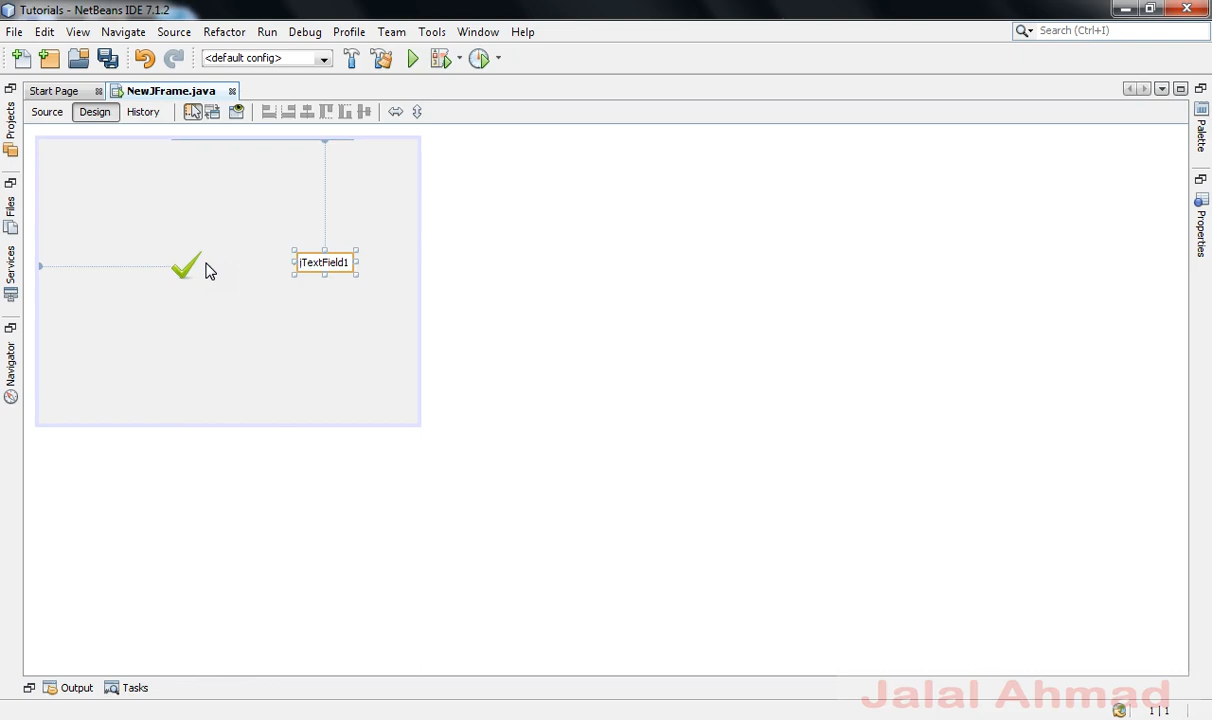 Tutorials - NetBeans IDE 7.1.2
File Edit View Navigate Source Refactor Run Debug Profile Team Tools Window Help
Search (Ctrl+I)
<default config>
Start Page
NewJFrame.java
Source Design History
Projects
Files
Services
Navigator
Palette
Properties
jTextField1
Output Tasks
Jalal Ahmad
1|1